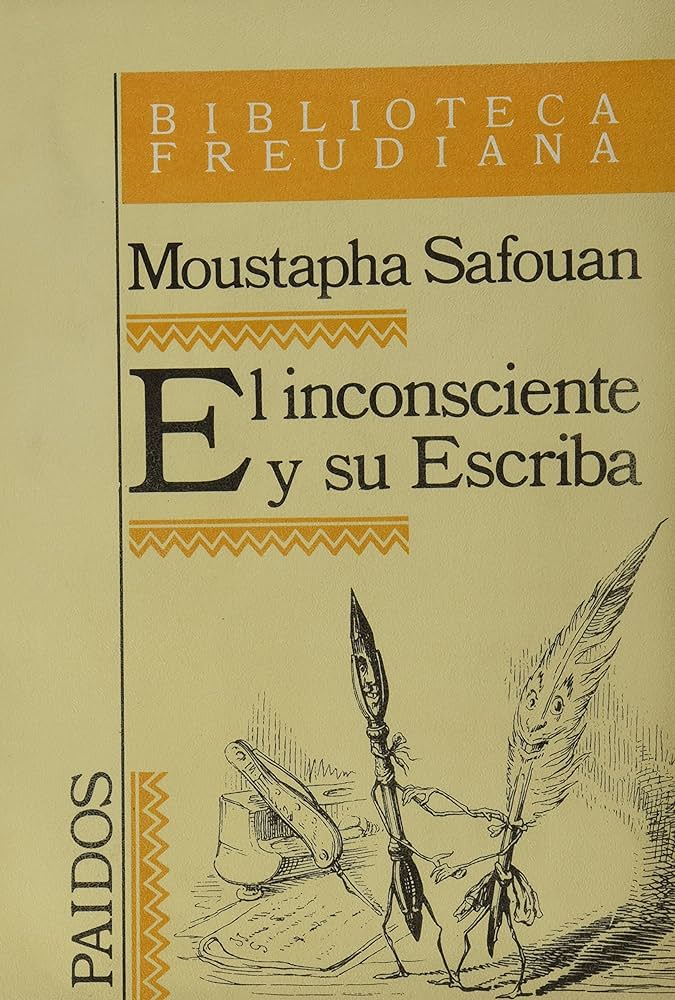 BIBLIOTECA
FREUDIANA
Moustapha Safouan
El inconsciente
y su Escriba
PAIDOS